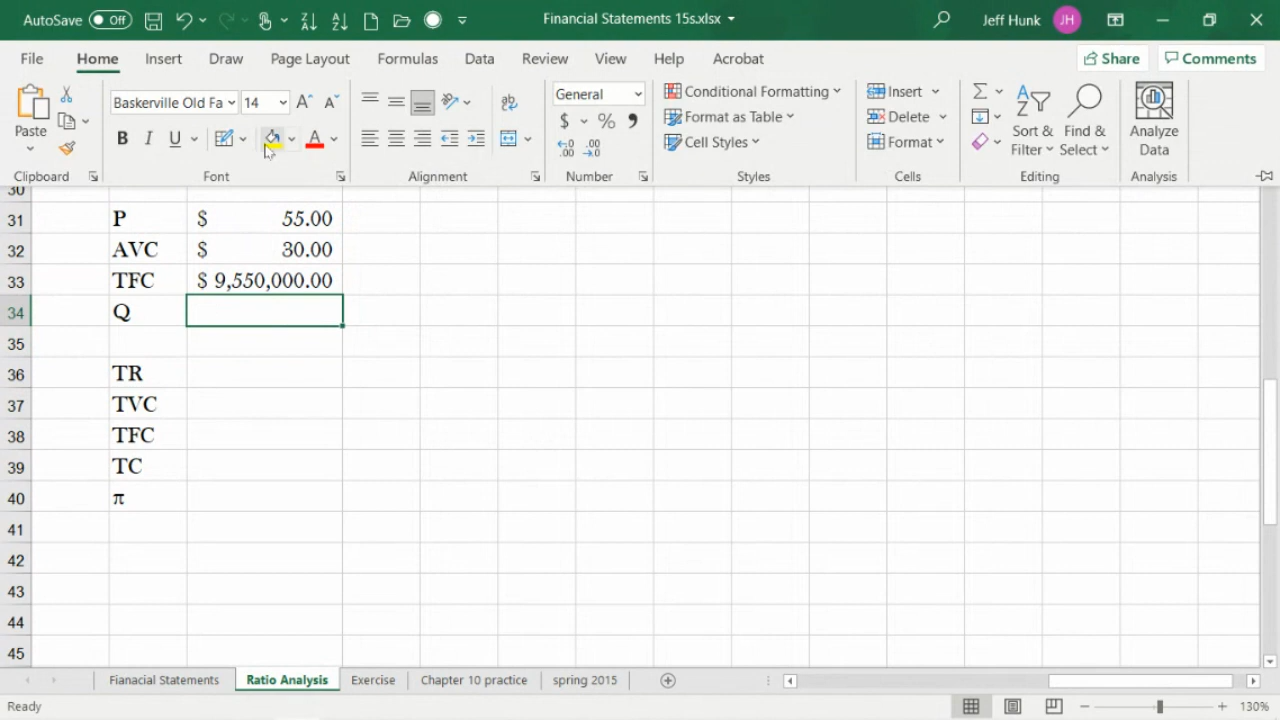 AutoSave Off Financial Statements 15s.xlsx Jeff Hunk JH
File Home Insert Draw Page Layout Formulas Data Review View Help Acrobat Share Comments
Paste
Clipboard
Baskerville Old Fa 14
B I U A
Font
Alignment
General
$ % 9
Number
Conditional Formatting
Format as Table
Cell Styles
Styles
Insert
Delete
Format
Cells
Sort & Filter
Find & Select
Editing
Analyze Data
Analysis
30
31 P $ 55.00
32 AVC $ 30.00
33 TFC $ 9,550,000.00
34 Q
35
36 TR
37 TVC
38 TFC
39 TC
40 π
41
42
43
44
45
Fianacial Statements Ratio Analysis Exercise Chapter 10 practice spring 2015
Ready 130%